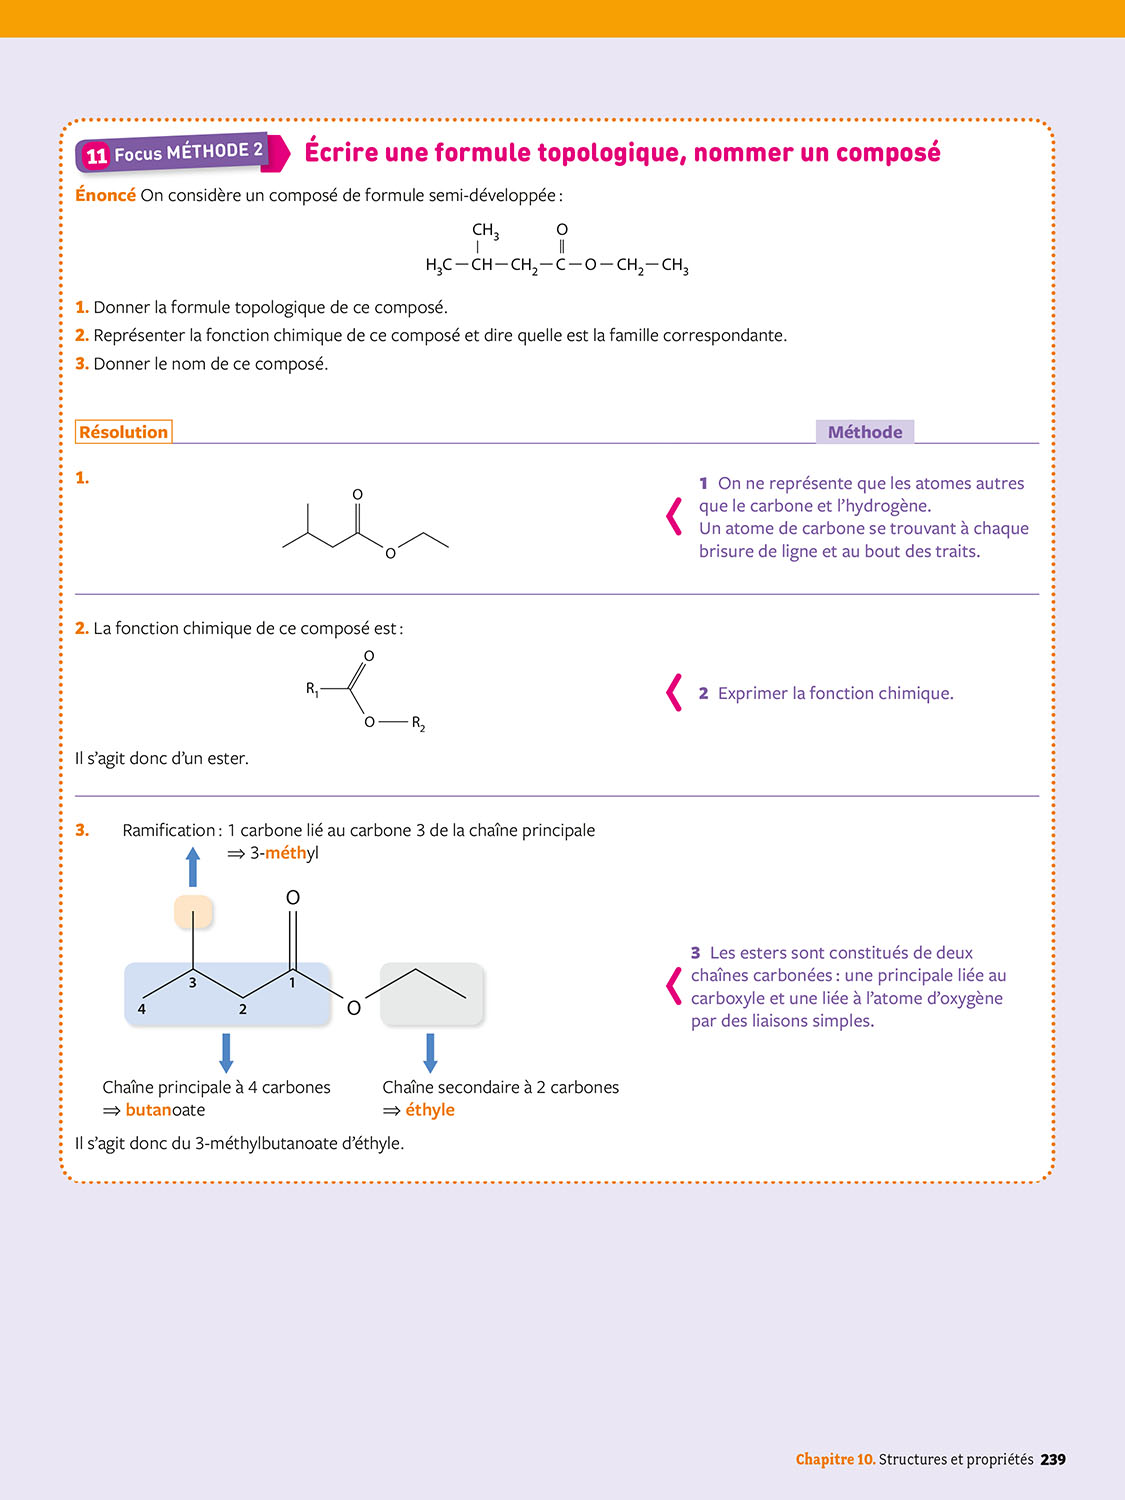 11 Focus MÉTHODE 2 Écrire une formule topologique, nommer un composé
Énoncé On considère un composé de formule semi-développée :
CH3 O
H3C – CH – CH2 – C – O – CH2 – CH3
1. Donner la formule topologique de ce composé.
2. Représenter la fonction chimique de ce composé et dire quelle est la famille correspondante.
3. Donner le nom de ce composé.
Résolution
Méthode
1.
O
O
1 On ne représente que les atomes autres
que le carbone et l'hydrogène.
Un atome de carbone se trouvant à chaque
brisure de ligne et au bout des traits.
2. La fonction chimique de ce composé est :
O
R1
O R2
Il s'agit donc d'un ester.
2 Exprimer la fonction chimique.
3. Ramification : 1 carbone lié au carbone 3 de la chaîne principale
⇒ 3-méthyl
O
3 1
4 2 O
Chaîne principale à 4 carbones
⇒ butanoate
Chaîne secondaire à 2 carbones
⇒ éthyle
Il s'agit donc du 3-méthylbutanoate d'éthyle.
3 Les esters sont constitués de deux
chaînes carbonées : une principale liée au
carboxyle et une liée à l'atome d'oxygène
par des liaisons simples.
Chapitre 10. Structures et propriétés 239